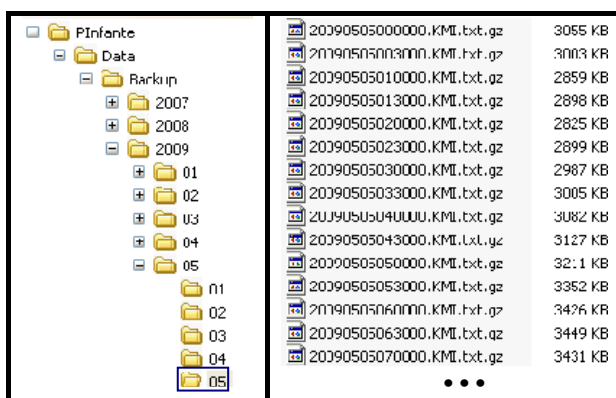 PInfante
Data
Backup
2007
2008
2009
01
02
03
04
05
01
02
03
04
05
20090505000000.KMI.txt.gz 3055 KB
20090505003000.KMI.txt.gz 3003 KB
20090505010000.KMI.txt.gz 2859 KB
20090505013000.KMI.txt.gz 2898 KB
20090505020000.KMI.txt.gz 2825 KB
20090505023000.KMI.txt.gz 2899 KB
20090505030000.KMI.txt.gz 2987 KB
20090505033000.KMI.txt.gz 3005 KB
20090505040000.KMI.txt.gz 3082 KB
20090505043000.KMI.txt.gz 3127 KB
20090505050000.KMI.txt.gz 3211 KB
20090505053000.KMI.txt.gz 3352 KB
20090505060000.KMI.txt.gz 3426 KB
20090505063000.KMI.txt.gz 3449 KB
20090505070000.KMI.txt.gz 3431 KB
•••